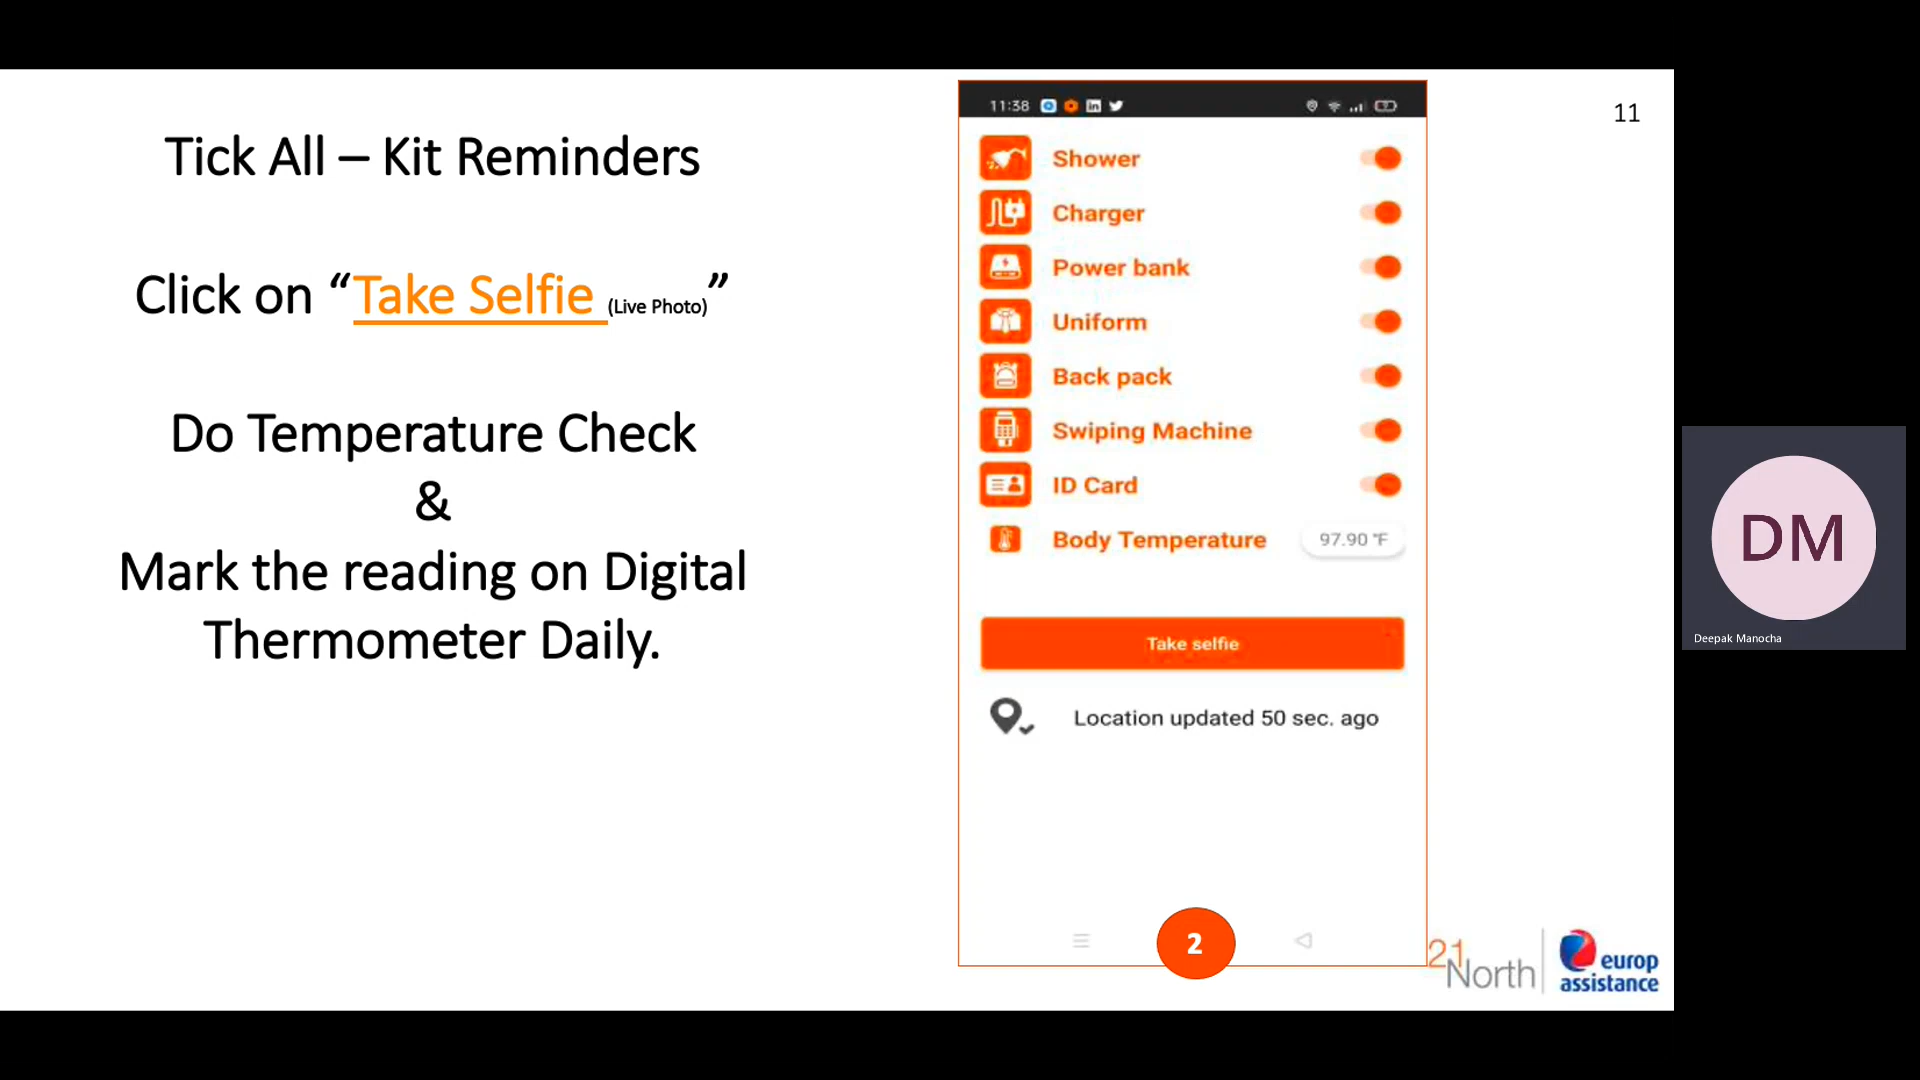 11
Tick All – Kit Reminders
Click on “Take Selfie (Live Photo)”
Do Temperature Check
&
Mark the reading on Digital
Thermometer Daily.
11:38
Shower
Charger
Power bank
Uniform
Back pack
Swiping Machine
ID Card
Body Temperature 97.90 °F
Take selfie
Location updated 50 sec. ago
2
21
North
europ
assistance
DM
Deepak Manocha